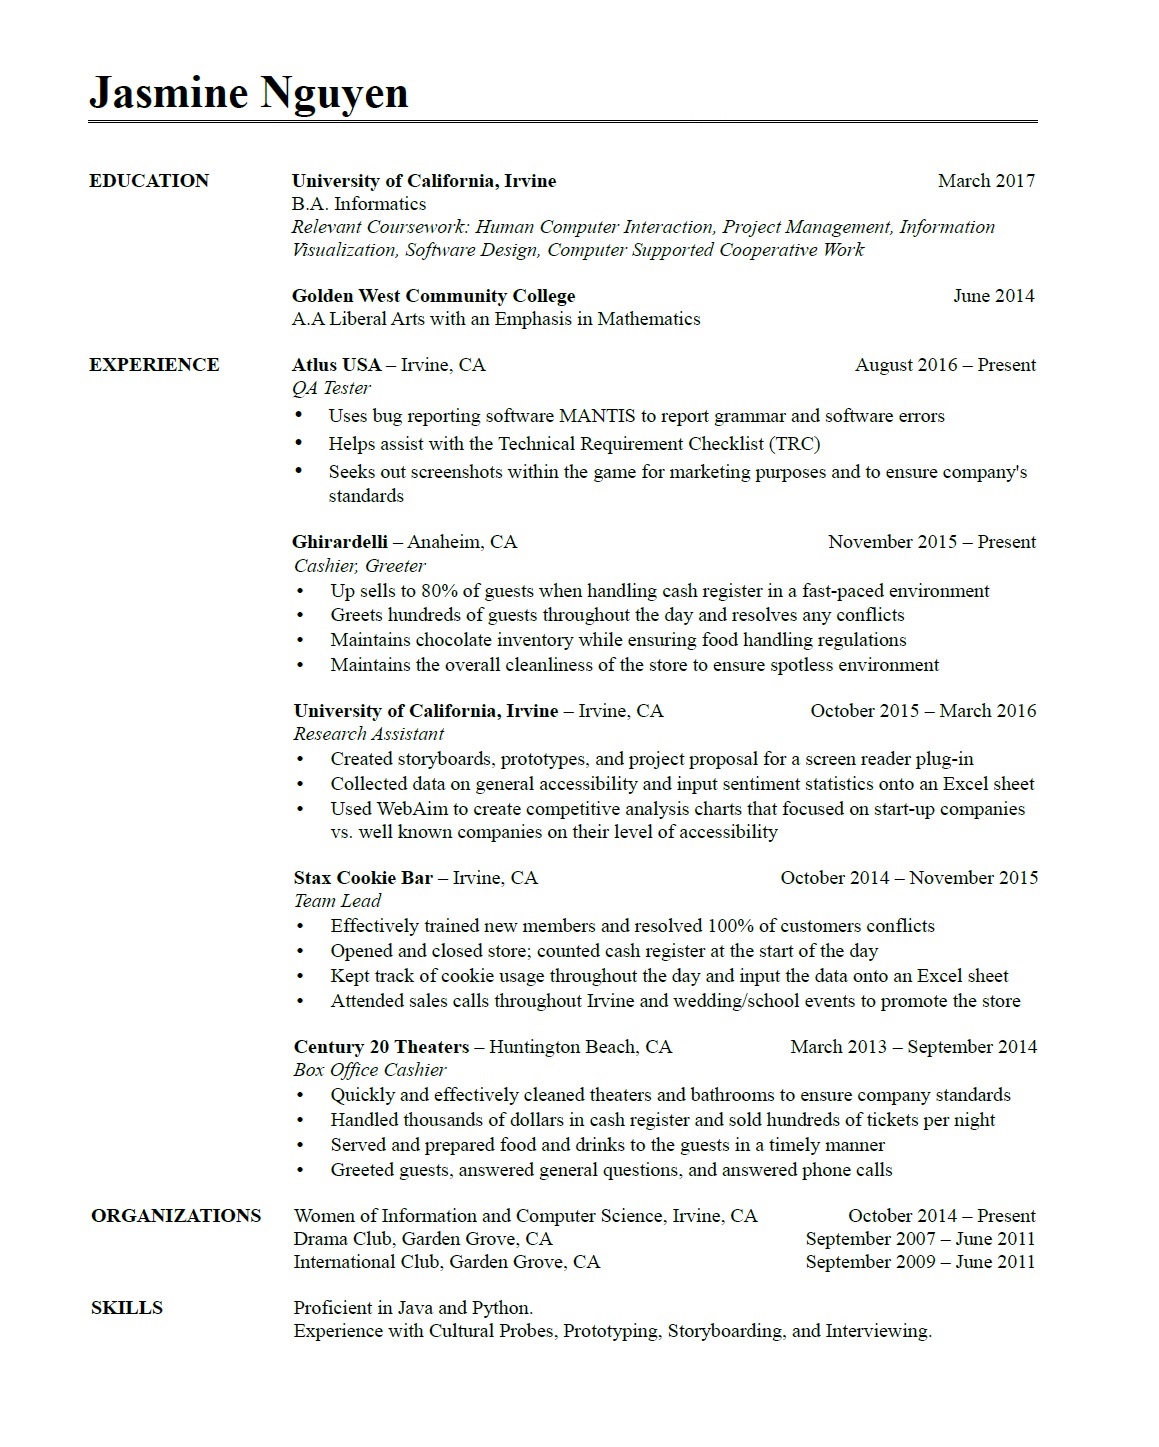 Jasmine Nguyen
EDUCATION University of California, Irvine March 2017
B.A. Informatics
Relevant Coursework: Human Computer Interaction, Project Management, Information
Visualization, Software Design, Computer Supported Cooperative Work
Golden West Community College June 2014
A.A Liberal Arts with an Emphasis in Mathematics
EXPERIENCE Atlus USA – Irvine, CA August 2016 – Present
QA Tester
• Uses bug reporting software MANTIS to report grammar and software errors
• Helps assist with the Technical Requirement Checklist (TRC)
• Seeks out screenshots within the game for marketing purposes and to ensure company's
standards
Ghirardelli – Anaheim, CA November 2015 – Present
Cashier, Greeter
• Up sells to 80% of guests when handling cash register in a fast-paced environment
• Greets hundreds of guests throughout the day and resolves any conflicts
• Maintains chocolate inventory while ensuring food handling regulations
• Maintains the overall cleanliness of the store to ensure spotless environment
University of California, Irvine – Irvine, CA October 2015 – March 2016
Research Assistant
• Created storyboards, prototypes, and project proposal for a screen reader plug-in
• Collected data on general accessibility and input sentiment statistics onto an Excel sheet
• Used WebAim to create competitive analysis charts that focused on start-up companies
vs. well known companies on their level of accessibility
Stax Cookie Bar – Irvine, CA October 2014 – November 2015
Team Lead
• Effectively trained new members and resolved 100% of customers conflicts
• Opened and closed store; counted cash register at the start of the day
• Kept track of cookie usage throughout the day and input the data onto an Excel sheet
• Attended sales calls throughout Irvine and wedding/school events to promote the store
Century 20 Theaters – Huntington Beach, CA March 2013 – September 2014
Box Office Cashier
• Quickly and effectively cleaned theaters and bathrooms to ensure company standards
• Handled thousands of dollars in cash register and sold hundreds of tickets per night
• Served and prepared food and drinks to the guests in a timely manner
• Greeted guests, answered general questions, and answered phone calls
ORGANIZATIONS Women of Information and Computer Science, Irvine, CA October 2014 – Present
Drama Club, Garden Grove, CA September 2007 – June 2011
International Club, Garden Grove, CA September 2009 – June 2011
SKILLS Proficient in Java and Python.
Experience with Cultural Probes, Prototyping, Storyboarding, and Interviewing.